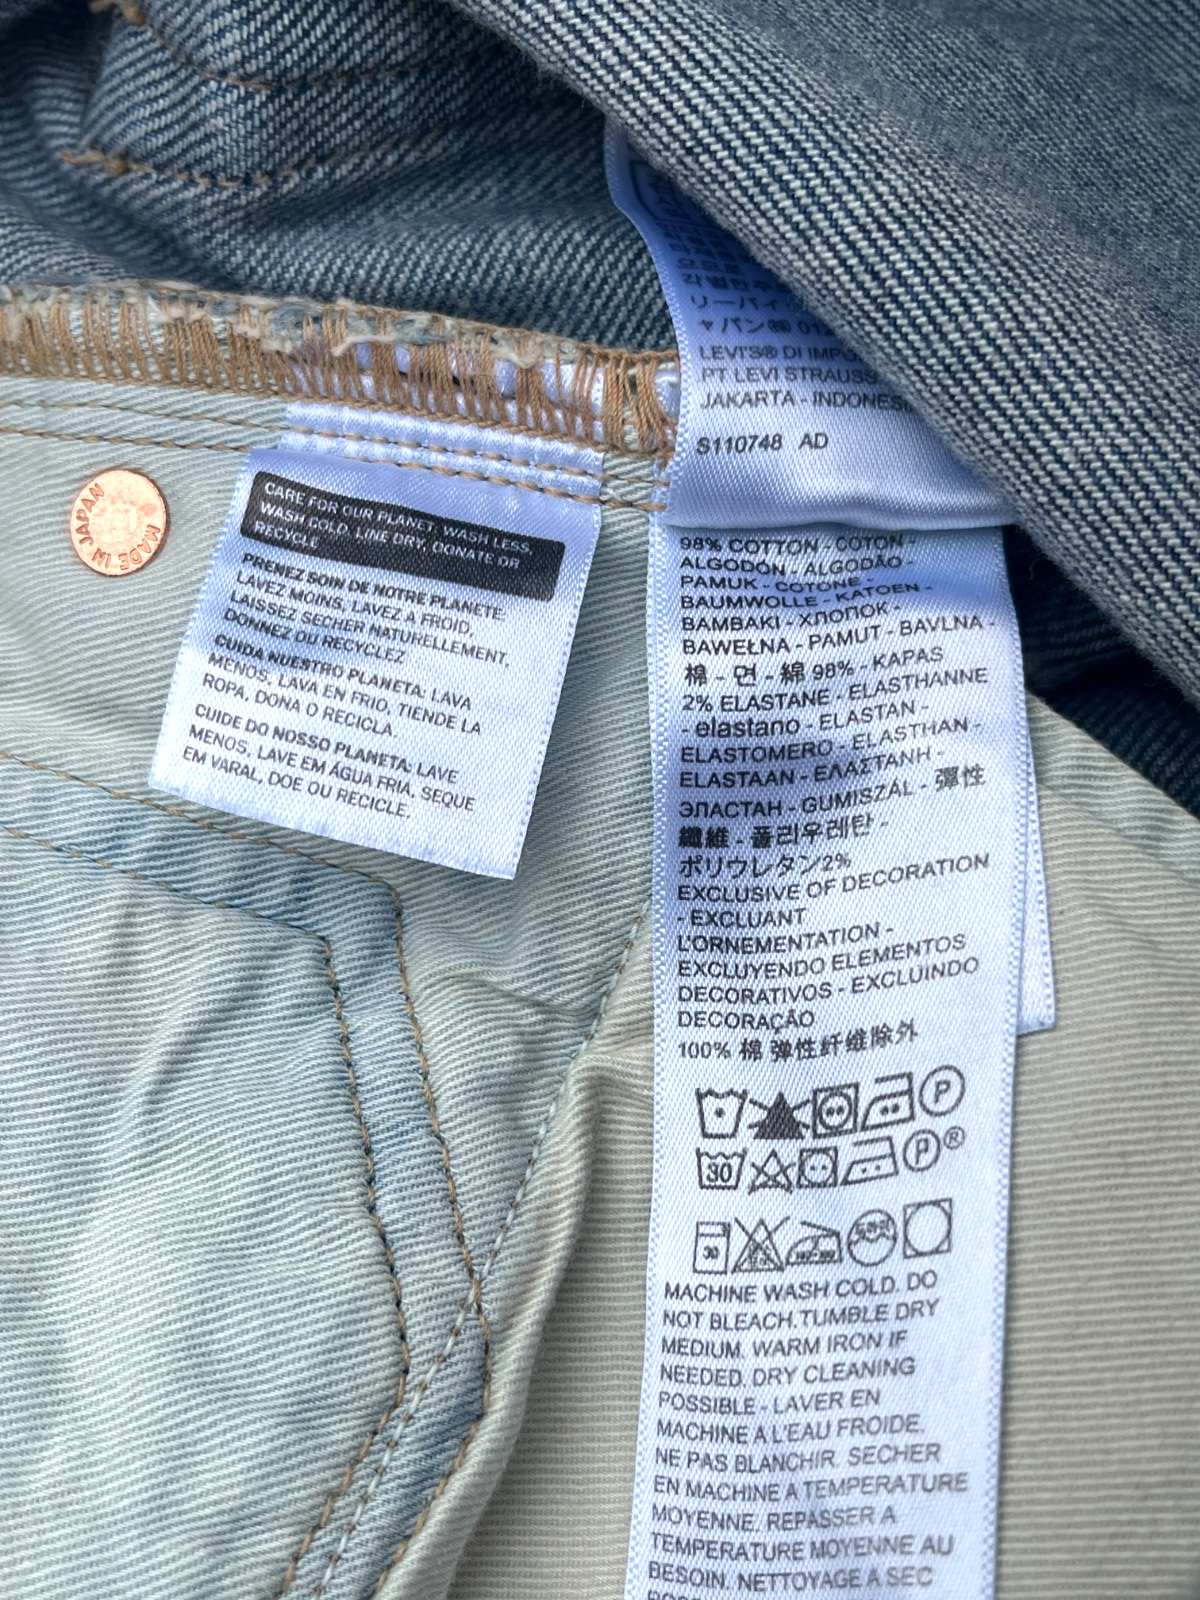 リーバイ
ャパン㈱ 01
LEVI'S® DI IMPO
PT LEVI STRAUSS
JAKARTA - INDONES
S110748 AD
MADE IN JAPAN
CARE FOR OUR PLANET: WASH LESS,
WASH COLD, LINE DRY, DONATE OR
RECYCLE
PRENEZ SOIN DE NOTRE PLANETE:
LAVEZ MOINS, LAVEZ A FROID,
LAISSEZ SECHER NATURELLEMENT,
DONNEZ OU RECYCLEZ
CUIDA NUESTRO PLANETA: LAVA
MENOS, LAVA EN FRIO, TIENDE LA
ROPA, DONA O RECICLA.
CUIDE DO NOSSO PLANETA: LAVE
MENOS, LAVE EM ÁGUA FRIA, SEQUE
EM VARAL, DOE OU RECICLE.
98% COTTON - COTON -
ALGODÓN - ALGODÃO -
PAMUK - COTONE -
BAUMWOLLE - KATOEN -
BAMBAKI - ХЛОПОК -
BAWEŁNA - PAMUT - BAVLNA -
棉 - 면 - 綿 98% - KAPAS
2% ELASTANE - ELASTHANNE
- elastano - ELASTAN -
ELASTOMERO - ELASTHAN -
ELASTAAN - ΕΛΑΣΤΑΝΗ -
ЭЛАСТАН - GUMISZÁL - 彈性
纖維 - 폴리우레탄 -
ポリウレタン2%
EXCLUSIVE OF DECORATION
- EXCLUANT
L'ORNEMENTATION -
EXCLUYENDO ELEMENTOS
DECORATIVOS - EXCLUINDO
DECORAÇÃO
100% 棉 弹性纤维除外
P
30 P ®
30
MACHINE WASH COLD. DO
NOT BLEACH. TUMBLE DRY
MEDIUM. WARM IRON IF
NEEDED. DRY CLEANING
POSSIBLE - LAVER EN
MACHINE A L'EAU FROIDE.
NE PAS BLANCHIR. SECHER
EN MACHINE A TEMPERATURE
MOYENNE. REPASSER A
TEMPERATURE MOYENNE AU
BESOIN. NETTOYAGE A SEC